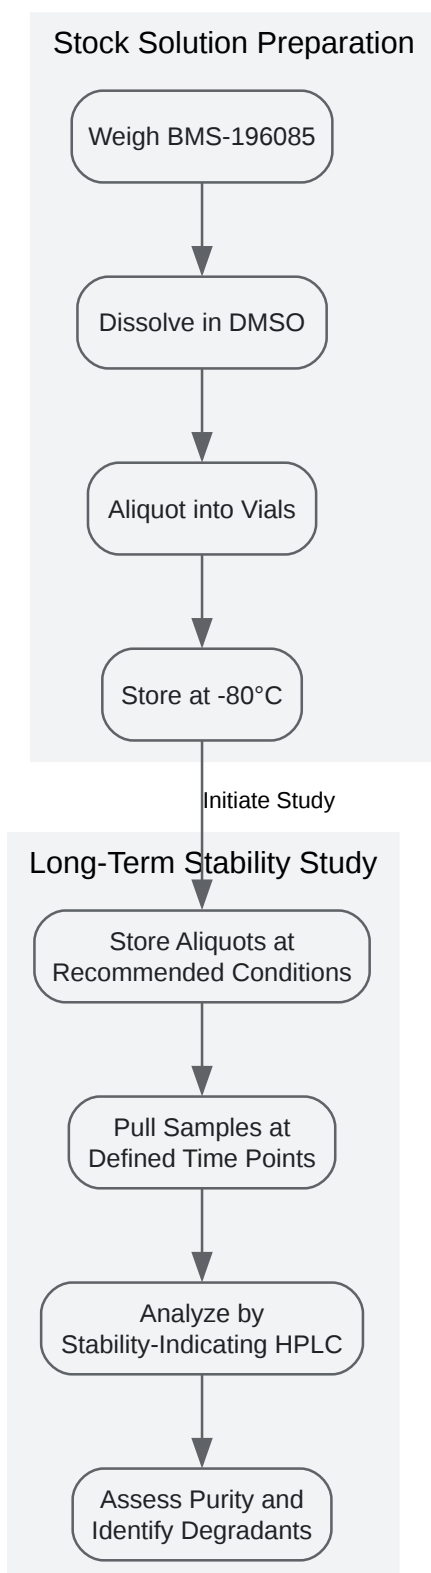 Stock Solution Preparation
Weigh BMS-196085
Dissolve in DMSO
Aliquot into Vials
Store at -80°C
Initiate Study
Long-Term Stability Study
Store Aliquots at
Recommended Conditions
Pull Samples at
Defined Time Points
Analyze by
Stability-Indicating HPLC
Assess Purity and
Identify Degradants